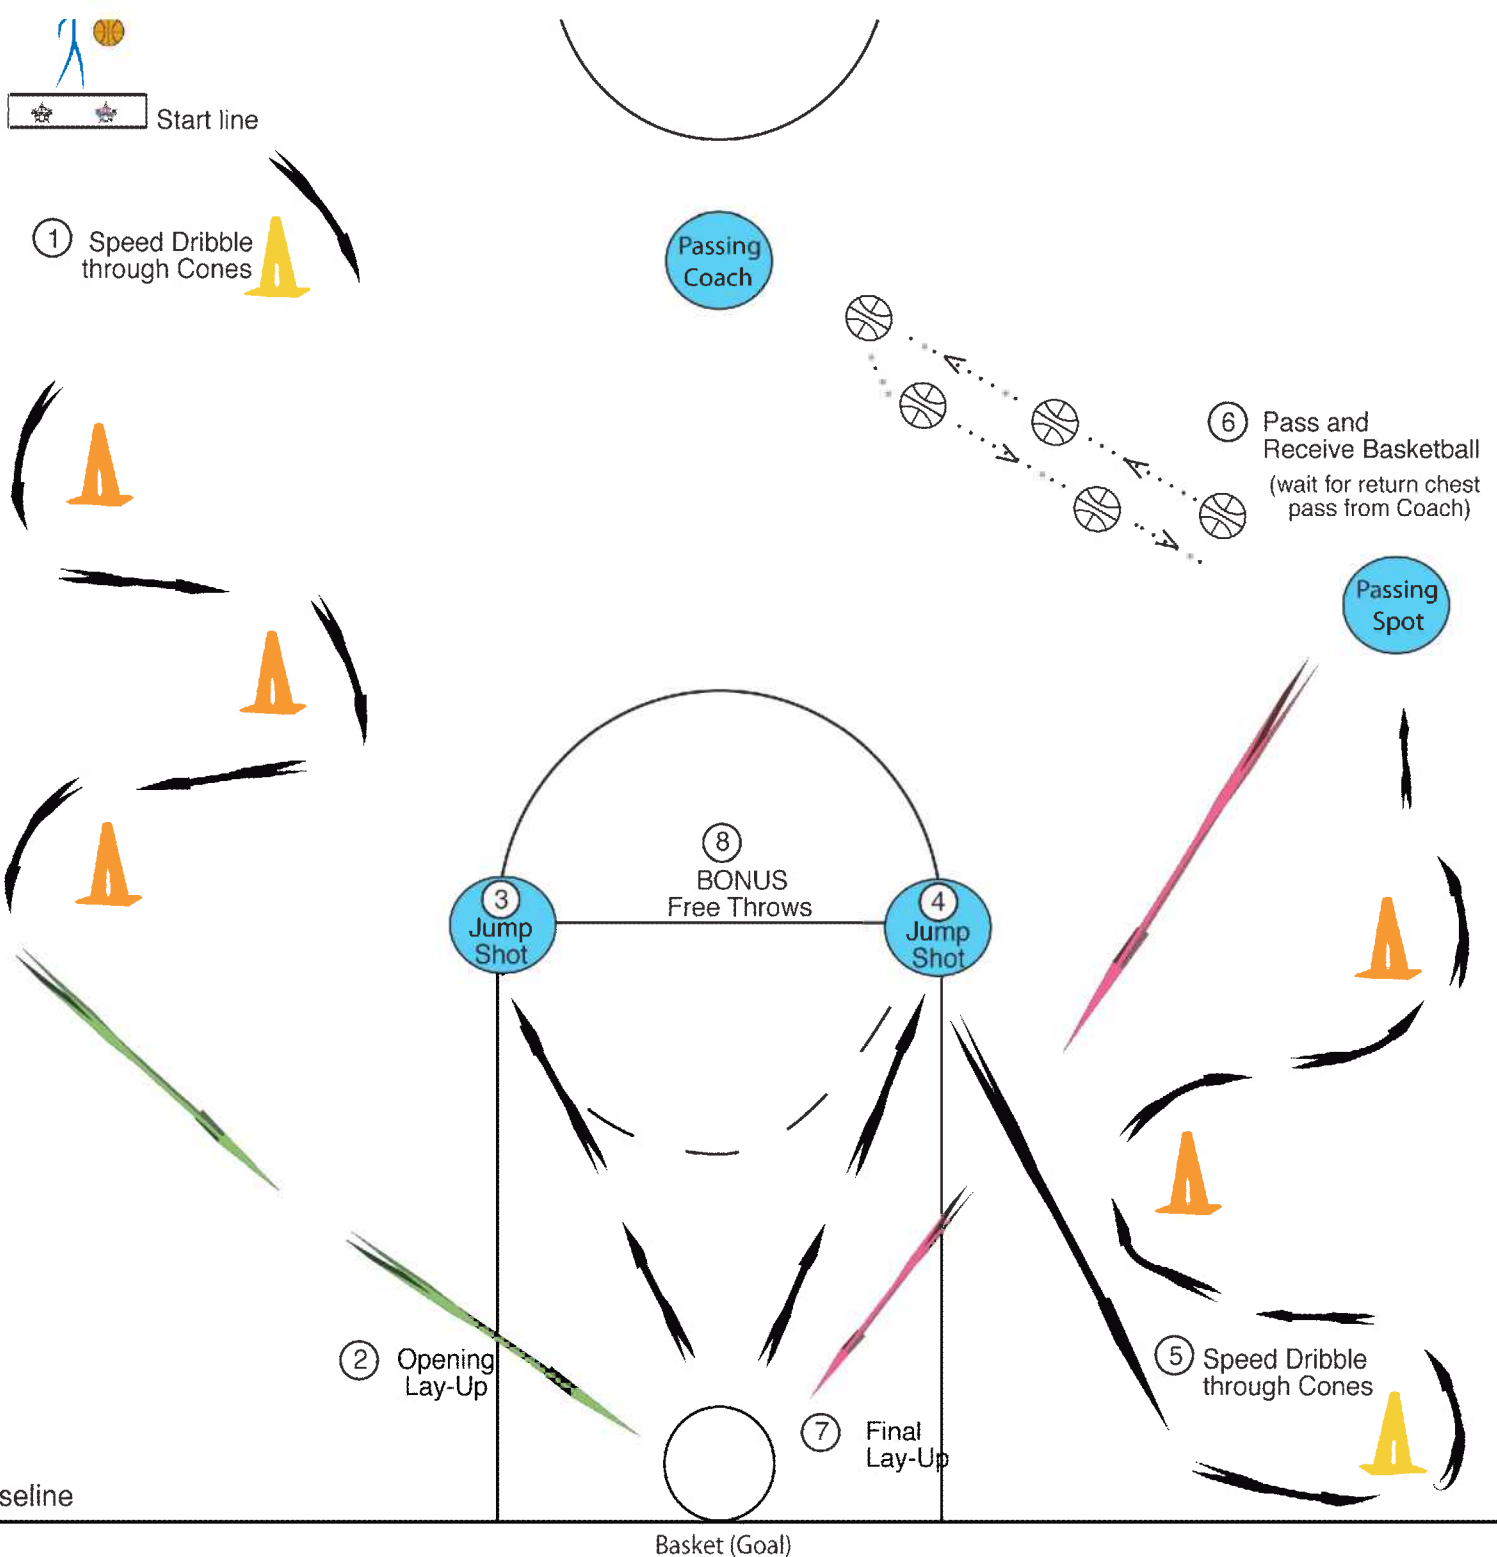 Start line
1 Speed Dribble
through Cones
Passing
Coach
6 Pass and
Receive Basketball
(wait for return chest
pass from Coach)
Passing
Spot
8
BONUS
Free Throws
3
Jump
Shot
4
Jump
Shot
2 Opening
Lay-Up
5 Speed Dribble
through Cones
7 Final
Lay-Up
seline
Basket (Goal)